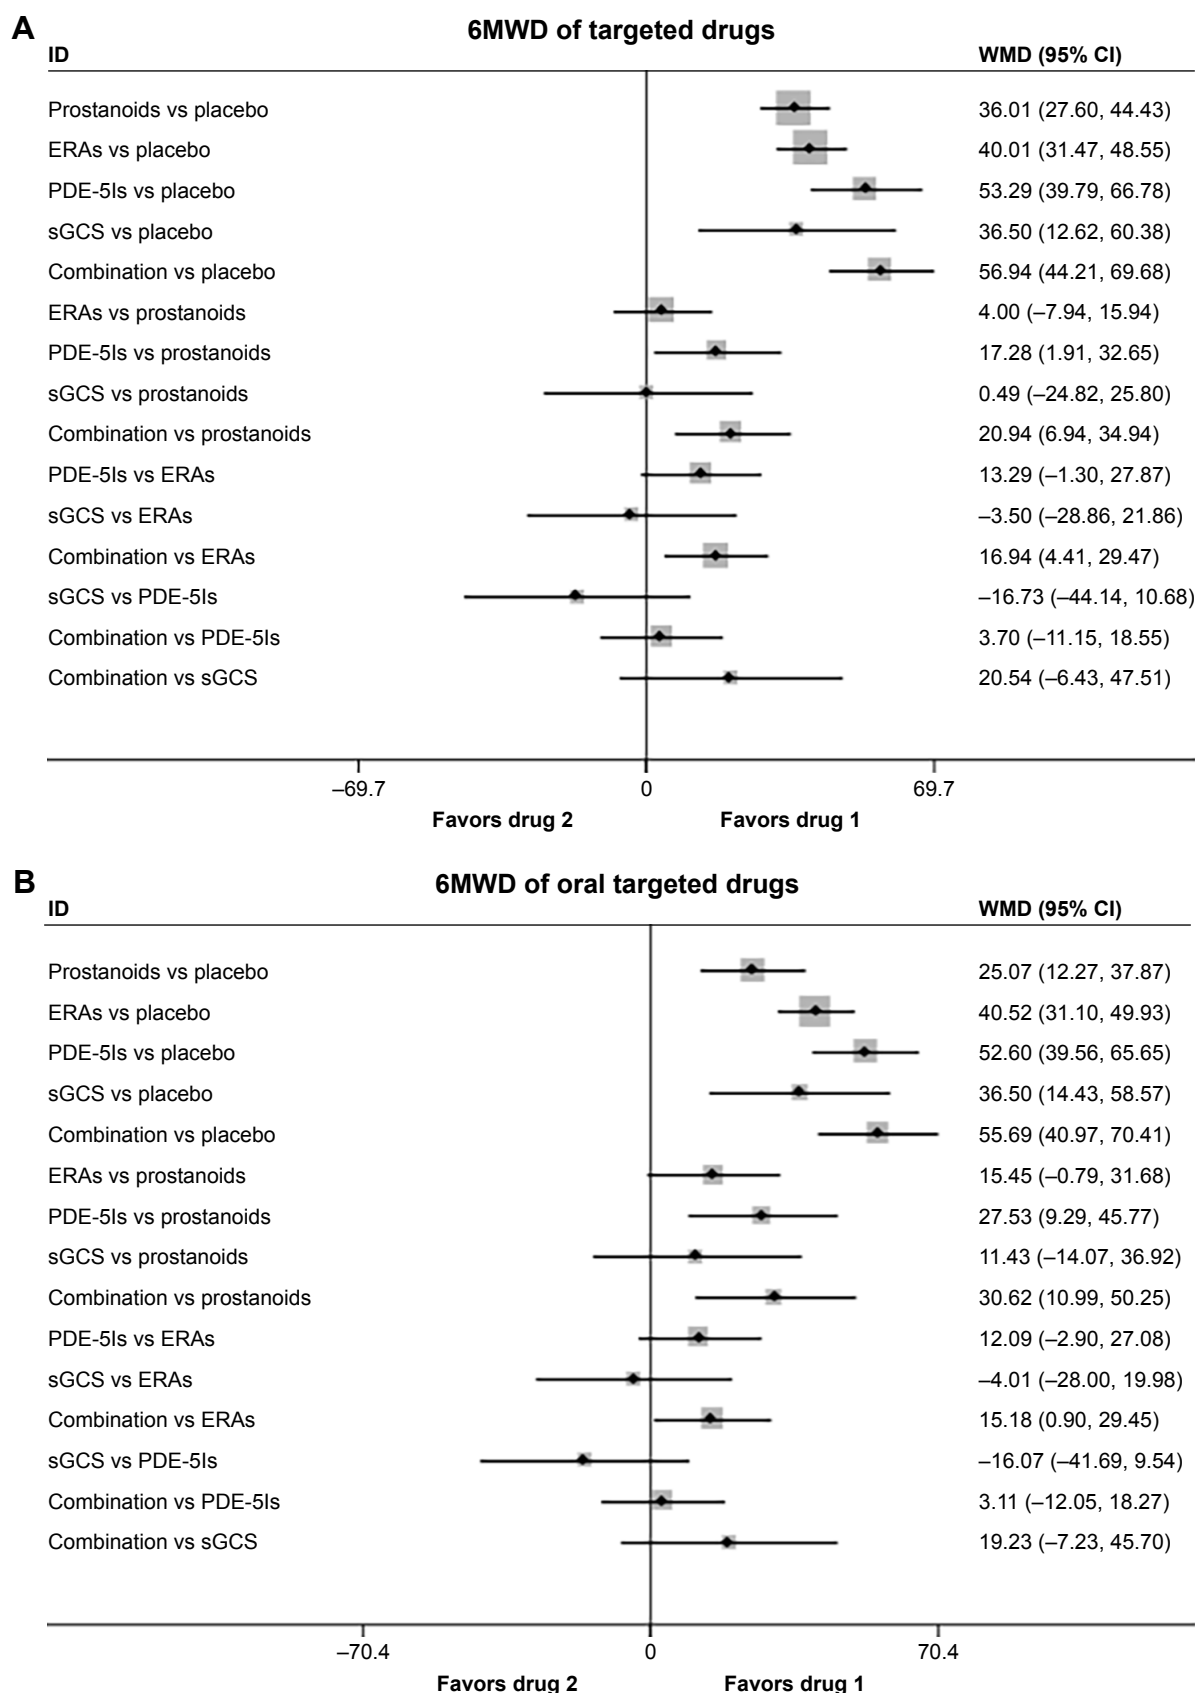 A
6MWD of targeted drugs
ID WMD (95% CI)
Prostanoids vs placebo 36.01 (27.60, 44.43)
ERAs vs placebo 40.01 (31.47, 48.55)
PDE-5Is vs placebo 53.29 (39.79, 66.78)
sGCS vs placebo 36.50 (12.62, 60.38)
Combination vs placebo 56.94 (44.21, 69.68)
ERAs vs prostanoids 4.00 (–7.94, 15.94)
PDE-5Is vs prostanoids 17.28 (1.91, 32.65)
sGCS vs prostanoids 0.49 (–24.82, 25.80)
Combination vs prostanoids 20.94 (6.94, 34.94)
PDE-5Is vs ERAs 13.29 (–1.30, 27.87)
sGCS vs ERAs –3.50 (–28.86, 21.86)
Combination vs ERAs 16.94 (4.41, 29.47)
sGCS vs PDE-5Is –16.73 (–44.14, 10.68)
Combination vs PDE-5Is 3.70 (–11.15, 18.55)
Combination vs sGCS 20.54 (–6.43, 47.51)
–69.7 0 69.7
Favors drug 2 Favors drug 1
B
6MWD of oral targeted drugs
ID WMD (95% CI)
Prostanoids vs placebo 25.07 (12.27, 37.87)
ERAs vs placebo 40.52 (31.10, 49.93)
PDE-5Is vs placebo 52.60 (39.56, 65.65)
sGCS vs placebo 36.50 (14.43, 58.57)
Combination vs placebo 55.69 (40.97, 70.41)
ERAs vs prostanoids 15.45 (–0.79, 31.68)
PDE-5Is vs prostanoids 27.53 (9.29, 45.77)
sGCS vs prostanoids 11.43 (–14.07, 36.92)
Combination vs prostanoids 30.62 (10.99, 50.25)
PDE-5Is vs ERAs 12.09 (–2.90, 27.08)
sGCS vs ERAs –4.01 (–28.00, 19.98)
Combination vs ERAs 15.18 (0.90, 29.45)
sGCS vs PDE-5Is –16.07 (–41.69, 9.54)
Combination vs PDE-5Is 3.11 (–12.05, 18.27)
Combination vs sGCS 19.23 (–7.23, 45.70)
–70.4 0 70.4
Favors drug 2 Favors drug 1